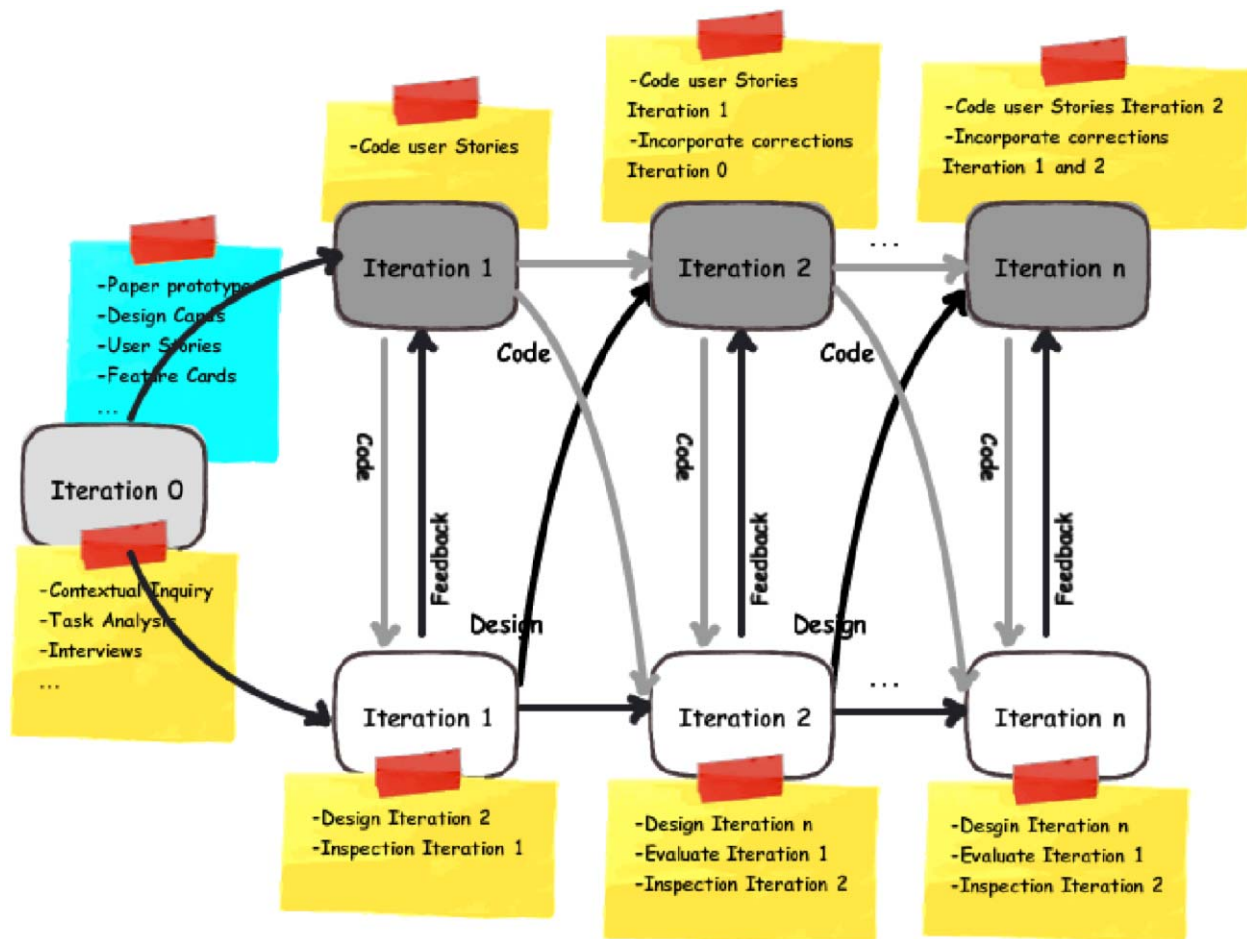 -Code user Stories
-Code user Stories
Iteration 1
-Incorporate corrections
Iteration 0
-Code user Stories Iteration 2
-Incorporate corrections
Iteration 1 and 2
Iteration 1
Iteration 2
...
Iteration n
-Paper prototype
-Design Cards
-User Stories
-Feature Cards
...
Code
Code
Iteration 0
Code
Feedback
Code
Feedback
Code
Feedback
-Contextual Inquiry
-Task Analysis
-Interviews
...
Design
Design
Iteration 1
Iteration 2
...
Iteration n
-Design Iteration 2
-Inspection Iteration 1
-Design Iteration n
-Evaluate Iteration 1
-Inspection Iteration 2
-Desgin Iteration n
-Evaluate Iteration 1
-Inspection Iteration 2